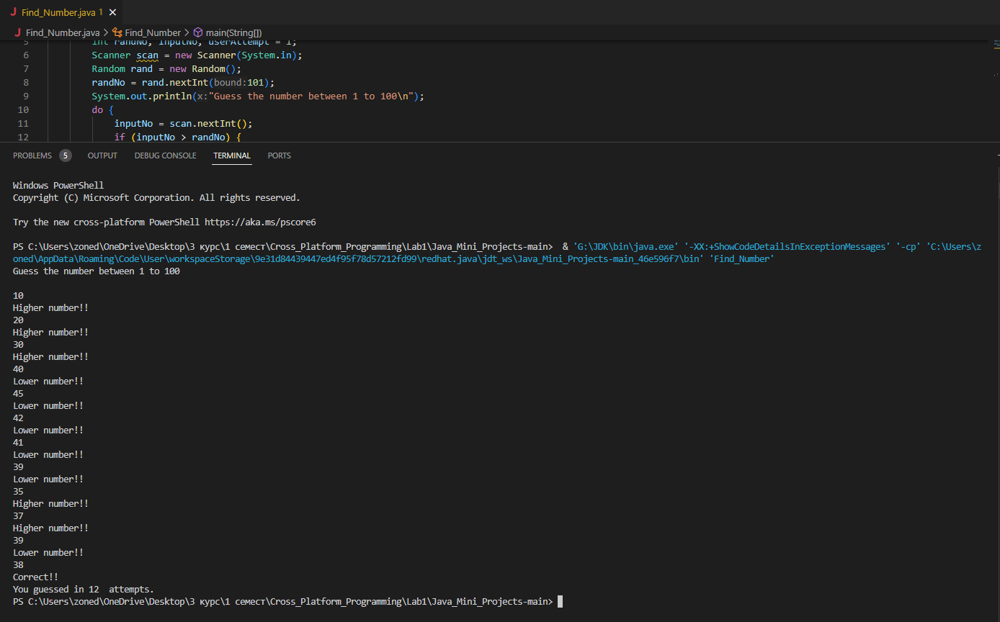 Find_Number.java 1
Find_Number.java > Find_Number > main(String[])
5 int randNo, inputNo, userAttempt = 1;
6 Scanner scan = new Scanner(System.in);
7 Random rand = new Random();
8 randNo = rand.nextInt(bound:101);
9 System.out.println(x:"Guess the number between 1 to 100\n");
10 do {
11 inputNo = scan.nextInt();
12 if (inputNo > randNo) {
PROBLEMS 5 OUTPUT DEBUG CONSOLE TERMINAL PORTS
Windows PowerShell
Copyright (C) Microsoft Corporation. All rights reserved.
Try the new cross-platform PowerShell https://aka.ms/pscore6
PS C:\Users\zoned\OneDrive\Desktop\3 курс\1 семест\Cross_Platform_Programming\Lab1\Java_Mini_Projects-main>  & 'G:\JDK\bin\java.exe' '-XX:+ShowCodeDetailsInExceptionMessages' '-cp' 'C:\Users\z
oned\AppData\Roaming\Code\User\workspaceStorage\9e31d84439447ed4f95f78d57212fd99\redhat.java\jdt_ws\Java_Mini_Projects-main_46e596f7\bin' 'Find_Number'
Guess the number between 1 to 100
10
Higher number!!
20
Higher number!!
30
Higher number!!
40
Lower number!!
45
Lower number!!
42
Lower number!!
41
Lower number!!
39
Lower number!!
35
Higher number!!
37
Higher number!!
39
Lower number!!
38
Correct!!
You guessed in 12  attempts.
PS C:\Users\zoned\OneDrive\Desktop\3 курс\1 семест\Cross_Platform_Programming\Lab1\Java_Mini_Projects-main>